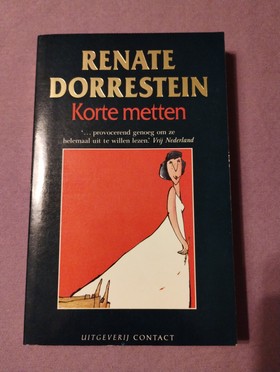 RENATE
DORRESTEIN
Korte metten
‘... provocerend genoeg om ze
helemaal uit te willen lezen.’ Vrij Nederland
UITGEVERIJ CONTACT